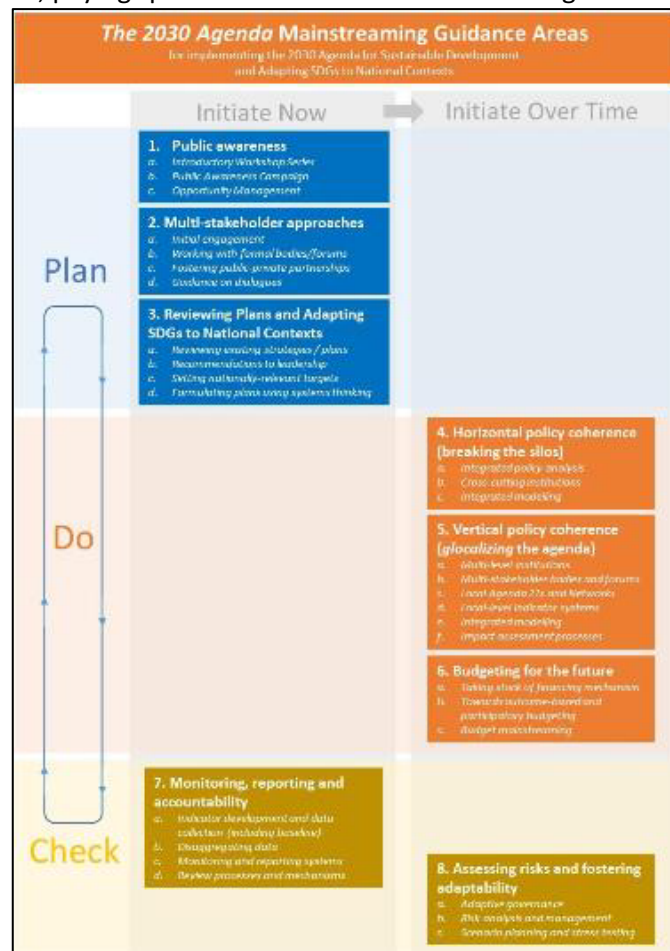 The 2030 Agenda Mainstreaming Guidance Areas
for implementing the 2030 Agenda for Sustainable Development
and Adapting SDGs to National Contexts
Initiate Now
Initiate Over Time
Plan
1. Public awareness
a. Introductory Workshop Series
b. Public Awareness Campaign
c. Opportunity Management
2. Multi-stakeholder approaches
a. Initial engagement
b. Working with formal bodies/forums
c. Fostering public-private partnerships
d. Guidance on dialogues
3. Reviewing Plans and Adapting
SDGs to National Contexts
a. Reviewing existing strategies / plans
b. Recommendations to leadership
c. Setting nationally-relevant targets
d. Formulating plans using systems thinking
Do
4. Horizontal policy coherence
(breaking the silos)
a. Integrated policy analysis
b. Cross-cutting institutions
c. Integrated modelling
5. Vertical policy coherence
(glocalizing the agenda)
a. Multi-level institutions
b. Multi-stakeholder bodies and forums
c. Local Agenda 21s and Networks
d. Local-level indicator systems
e. Integrated modelling
f. Impact assessment processes
6. Budgeting for the future
a. Taking stock of financing mechanism
b. Towards outcome-based and
participatory budgeting
c. Budget mainstreaming
Check
7. Monitoring, reporting and
accountability
a. Indicator development and data
collection (including baseline)
b. Disaggregating data
c. Monitoring and reporting systems
d. Review processes and mechanisms
8. Assessing risks and fostering
adaptability
a. Adaptive governance
b. Risk analysis and management
c. Scenario planning and stress testing